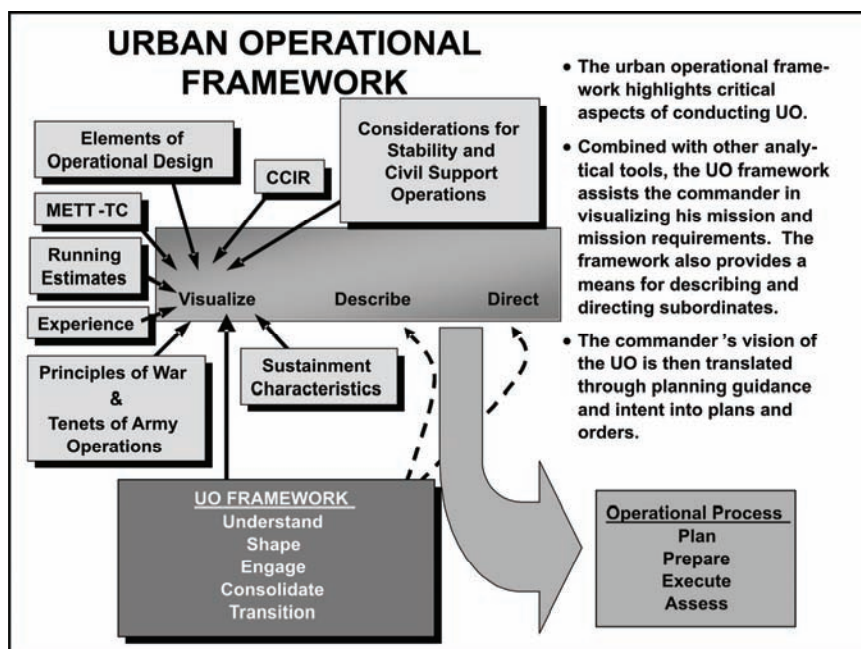 URBAN OPERATIONAL
FRAMEWORK
Elements of
Operational Design
CCIR
Considerations for
Stability and
Civil Support
Operations
METT -TC
Running
Estimates
Experience
Visualize
Describe
Direct
Principles of War
&
Tenets of Army
Operations
Sustainment
Characteristics
UO FRAMEWORK
Understand
Shape
Engage
Consolidate
Transition
• The urban operational frame-
work highlights critical
aspects of conducting UO.
• Combined with other analy-
tical tools, the UO framework
assists the commander in
visualizing his mission and
mission requirements. The
framework also provides a
means for describing and
directing subordinates.
• The commander 's vision of
the UO is then translated
through planning guidance
and intent into plans and
orders.
Operational Process
Plan
Prepare
Execute
Assess